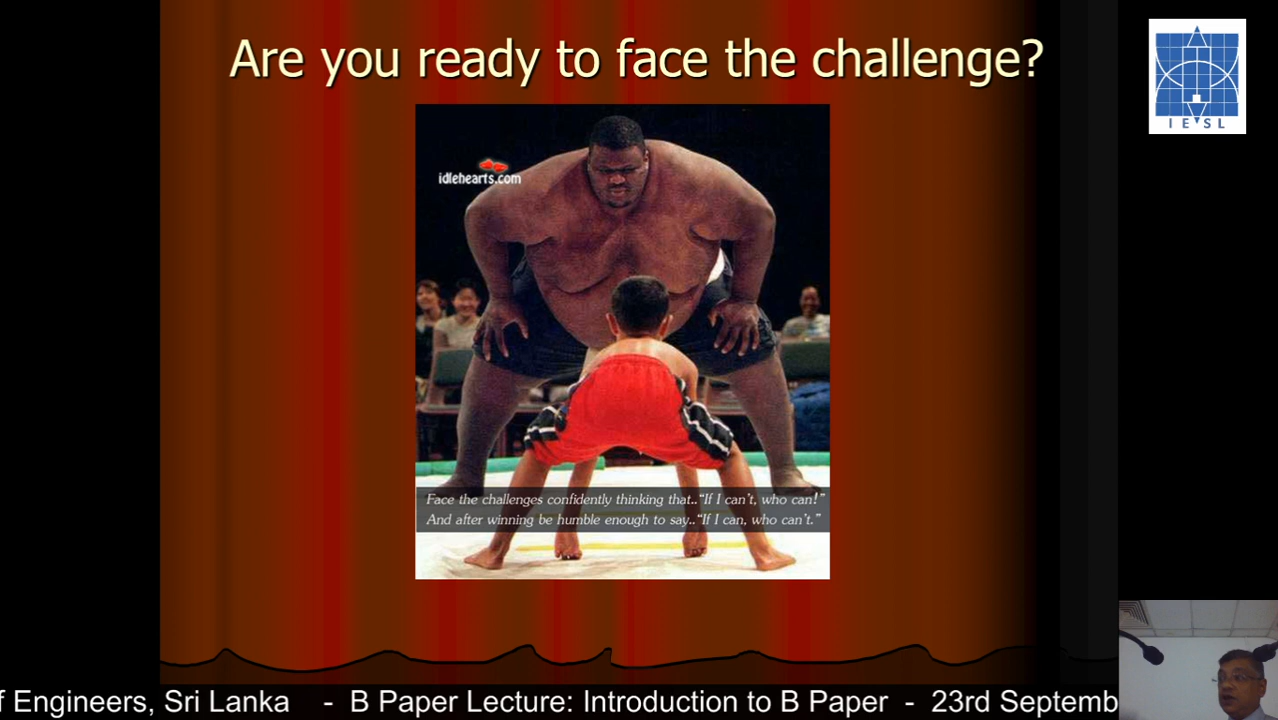 Are you ready to face the challenge?
IESL
idlehearts.com
Face the challenges confidently thinking that..“If I can't, who can!”
And after winning be humble enough to say..“If I can, who can't.”
f Engineers, Sri Lanka - B Paper Lecture: Introduction to B Paper - 23rd Septemb